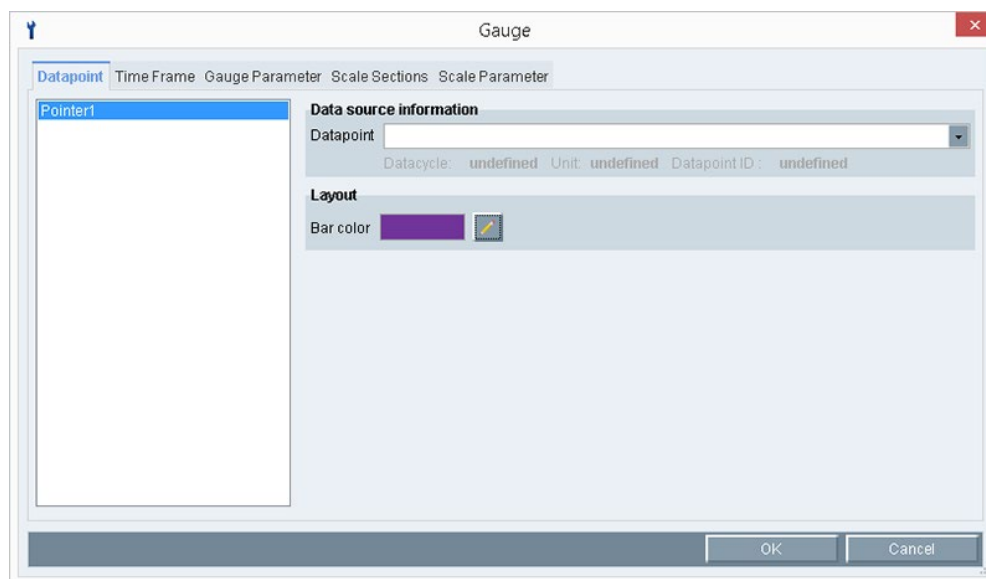 Gauge
Datapoint Time Frame Gauge Parameter Scale Sections Scale Parameter
Pointer1
Data source information
Datapoint
Datacycle: undefined Unit: undefined Datapoint ID : undefined
Layout
Bar color
OK Cancel